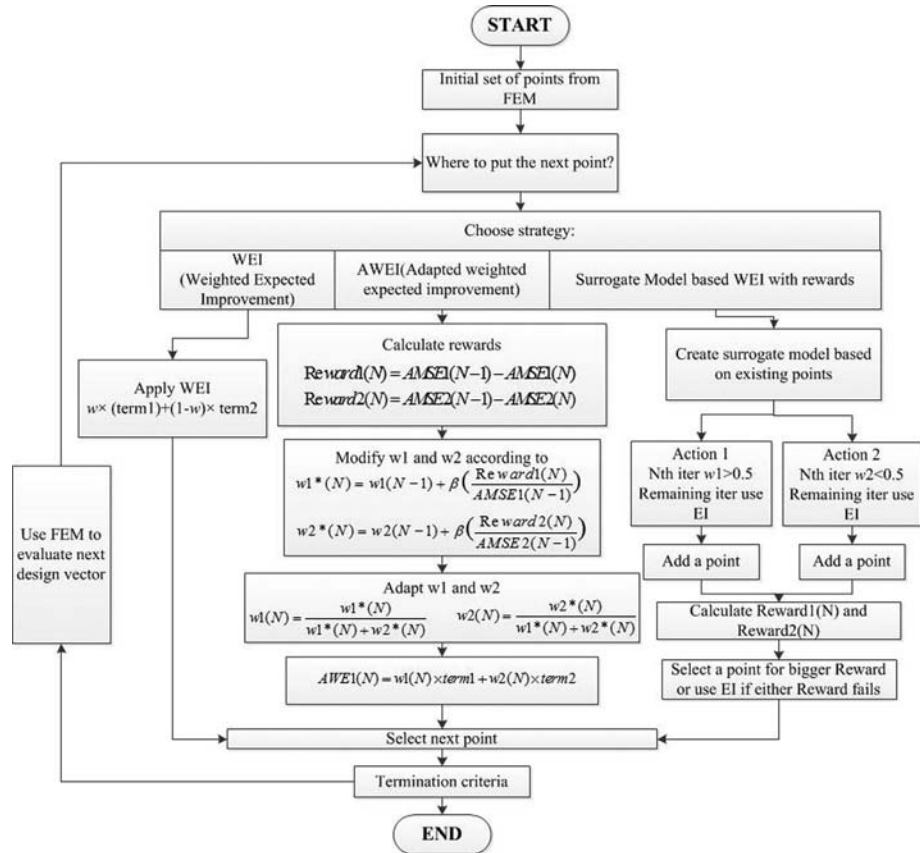 START
Initial set of points from
FEM
Where to put the next point?
Choose strategy:
WEI
(Weighted Expected
Improvement)
AWEI(Adapted weighted
expected improvement)
Surrogate Model based WEI with rewards
Apply WEI
w× (term1)+(1-w)× term2
Calculate rewards
Reward1(N)=AMSE1(N−1)−AMSE1(N)
Reward2(N)=AMSE2(N−1)−AMSE2(N)
Modify w1 and w2 according to
w1*(N)=w1(N−1)+β(Reward1(N)/AMSE1(N−1))
w2*(N)=w2(N−1)+β(Reward2(N)/AMSE2(N−1))
Adapt w1 and w2
w1(N)=w1*(N)/(w1*(N)+w2*(N)) w2(N)=w2*(N)/(w1*(N)+w2*(N))
AWE1(N)=w1(N)×term1+w2(N)×term2
Create surrogate model based
on existing points
Action 1
Nth iter w1>0.5
Remaining iter use
EI
Action 2
Nth iter w2<0.5
Remaining iter use
EI
Add a point
Add a point
Calculate Reward1(N) and
Reward2(N)
Select a point for bigger Reward
or use EI if either Reward fails
Use FEM to
evaluate next
design vector
Select next point
Termination criteria
END